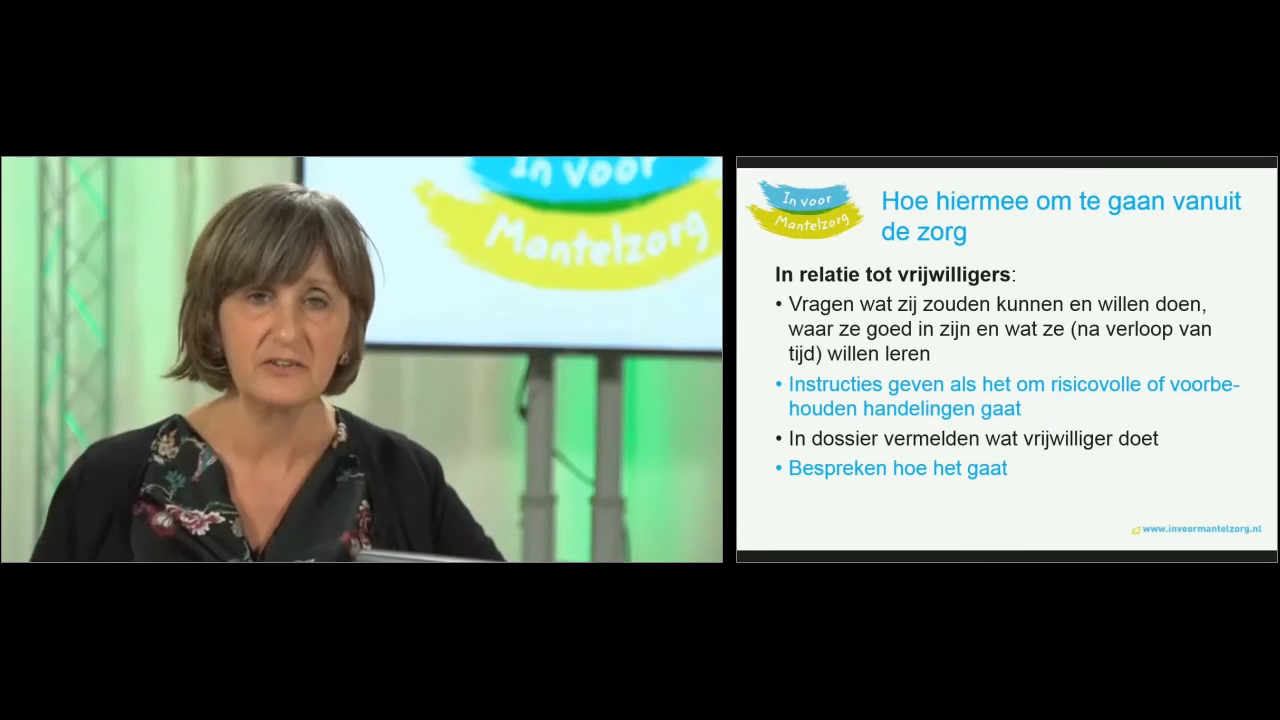 In voor
Mantelzorg
In voor
Mantelzorg
Hoe hiermee om te gaan vanuit
de zorg
In relatie tot vrijwilligers:
• Vragen wat zij zouden kunnen en willen doen,
waar ze goed in zijn en wat ze (na verloop van
tijd) willen leren
• Instructies geven als het om risicovolle of voorbe-
houden handelingen gaat
• In dossier vermelden wat vrijwilliger doet
• Bespreken hoe het gaat
www.invoormantelzorg.nl